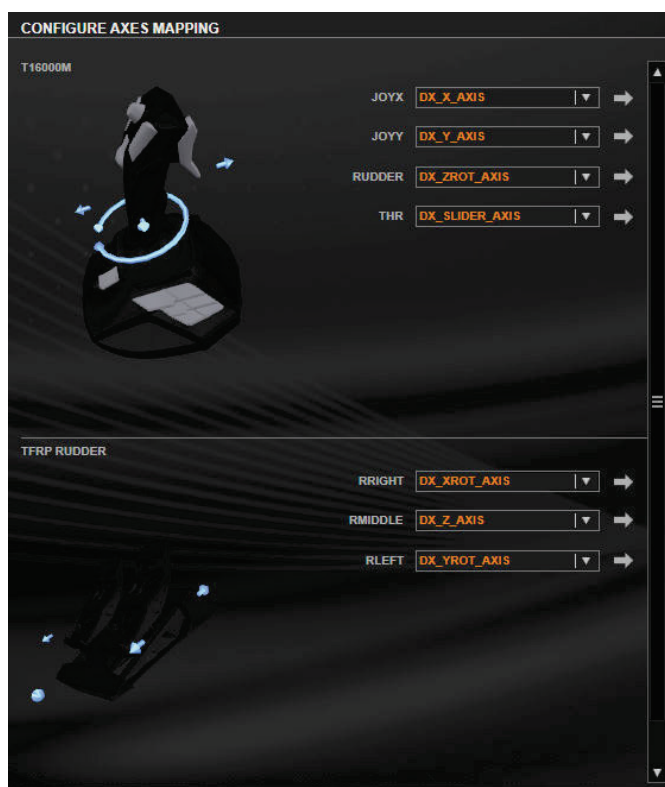 CONFIGURE AXES MAPPING
T16000M
JOYX DX_X_AXIS
JOYY DX_Y_AXIS
RUDDER DX_ZROT_AXIS
THR DX_SLIDER_AXIS
TFRP RUDDER
RRIGHT DX_XROT_AXIS
RMIDDLE DX_Z_AXIS
RLEFT DX_YROT_AXIS